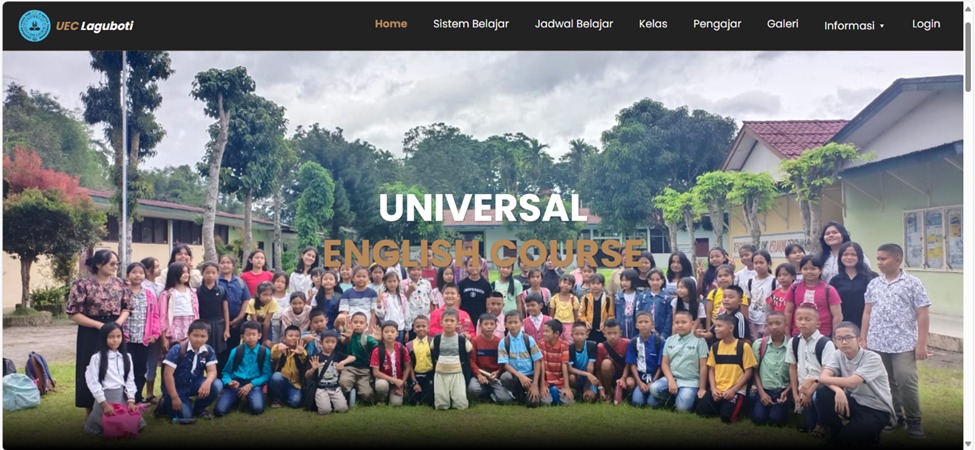 UEC Laguboti
Home Sistem Belajar Jadwal Belajar Kelas Pengajar Galeri Informasi Login
UNIVERSAL
ENGLISH COURSE